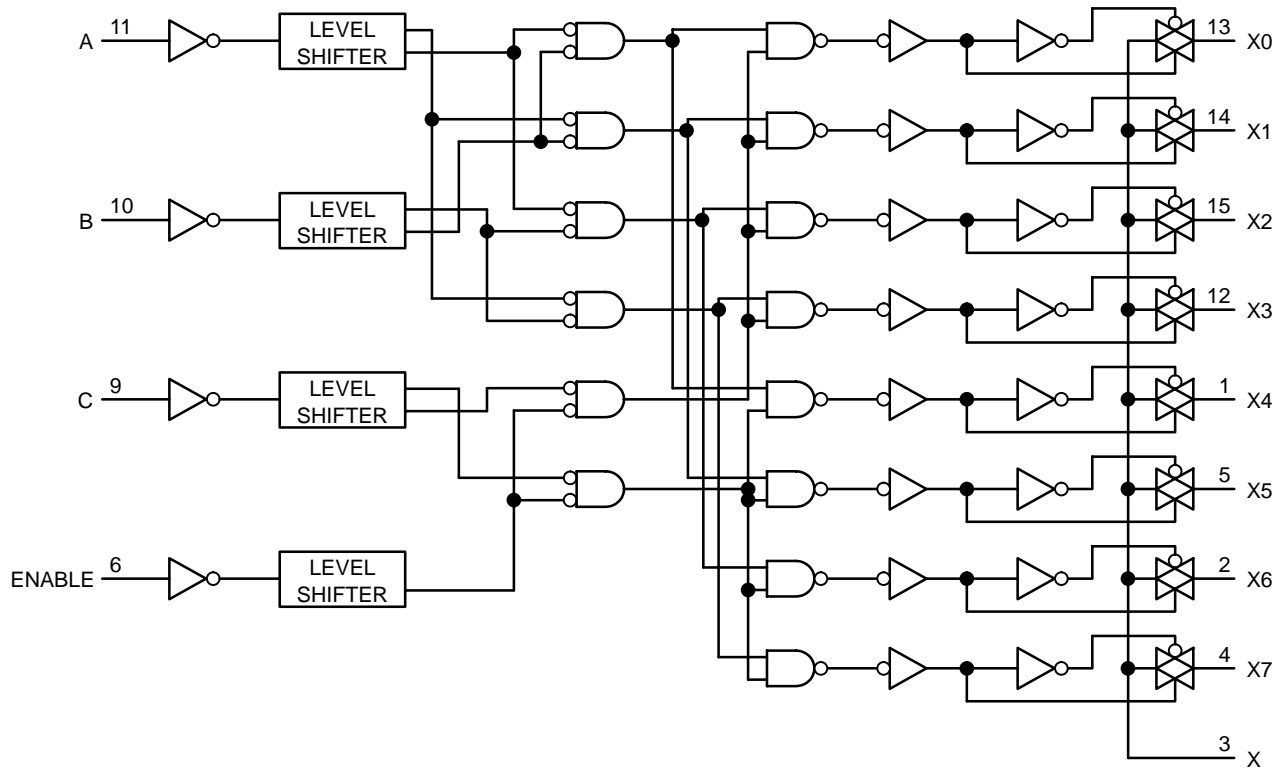 A 11 LEVEL SHIFTER 13 X0
14 X1
B 10 LEVEL SHIFTER 15 X2
12 X3
C 9 LEVEL SHIFTER 1 X4
5 X5
ENABLE 6 LEVEL SHIFTER 2 X6
4 X7
3 X